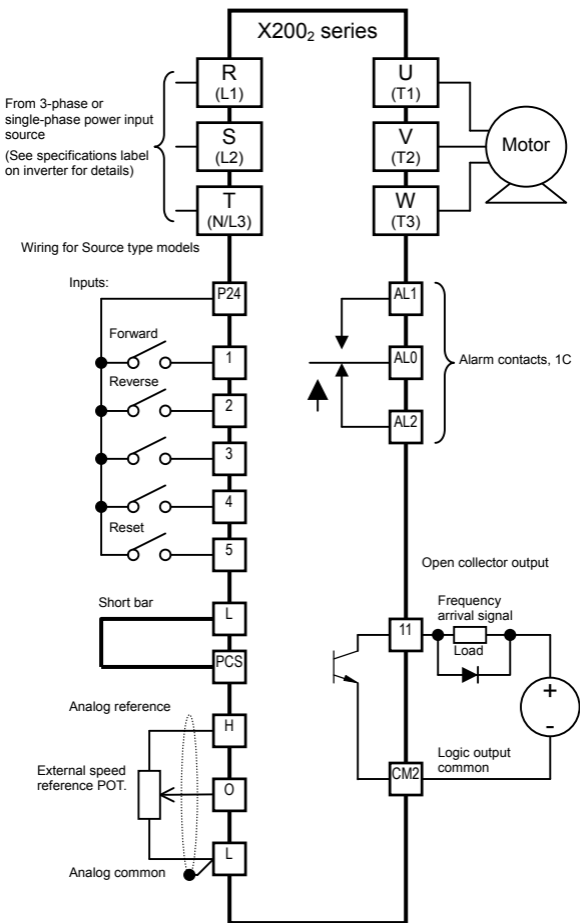 X200₂ series
R
(L1)
S
(L2)
T
(N/L3)
From 3-phase or
single-phase power input
source
(See specifications label
on inverter for details)
U
(T1)
V
(T2)
W
(T3)
Motor
Wiring for Source type models
Inputs:
P24
Forward
1
Reverse
2
3
4
Reset
5
AL1
AL0
AL2
Alarm contacts, 1C
Short bar
L
PCS
Open collector output
11
Frequency
arrival signal
Load
+
-
Logic output
common
CM2
Analog reference
H
External speed
reference POT.
O
L
Analog common